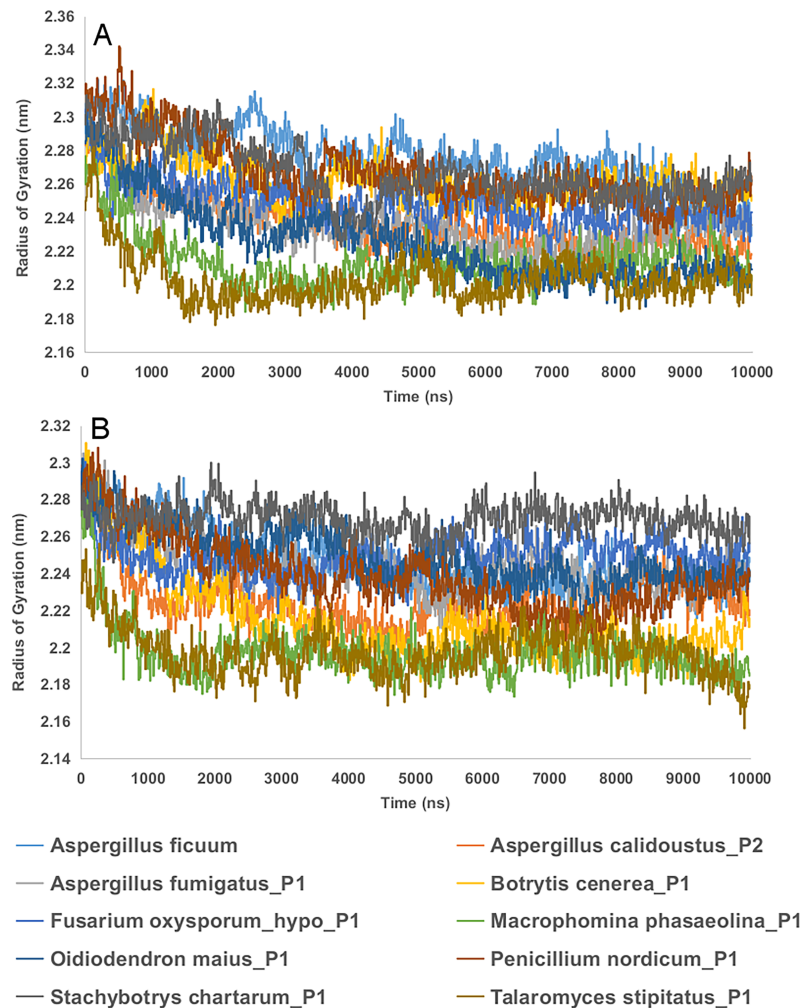 A
Radius of Gyration (nm)
2.36
2.34
2.32
2.3
2.28
2.26
2.24
2.22
2.2
2.18
2.16
0 1000 2000 3000 4000 5000 6000 7000 8000 9000 10000
Time (ns)
B
Radius of Gyration (nm)
2.32
2.3
2.28
2.26
2.24
2.22
2.2
2.18
2.16
2.14
0 1000 2000 3000 4000 5000 6000 7000 8000 9000 10000
Time (ns)
Aspergillus ficuum Aspergillus calidoustus_P2
Aspergillus fumigatus_P1 Botrytis cenerea_P1
Fusarium oxysporum_hypo_P1 Macrophomina phasaeolina_P1
Oidiodendron maius_P1 Penicillium nordicum_P1
Stachybotrys chartarum_P1 Talaromyces stipitatus_P1